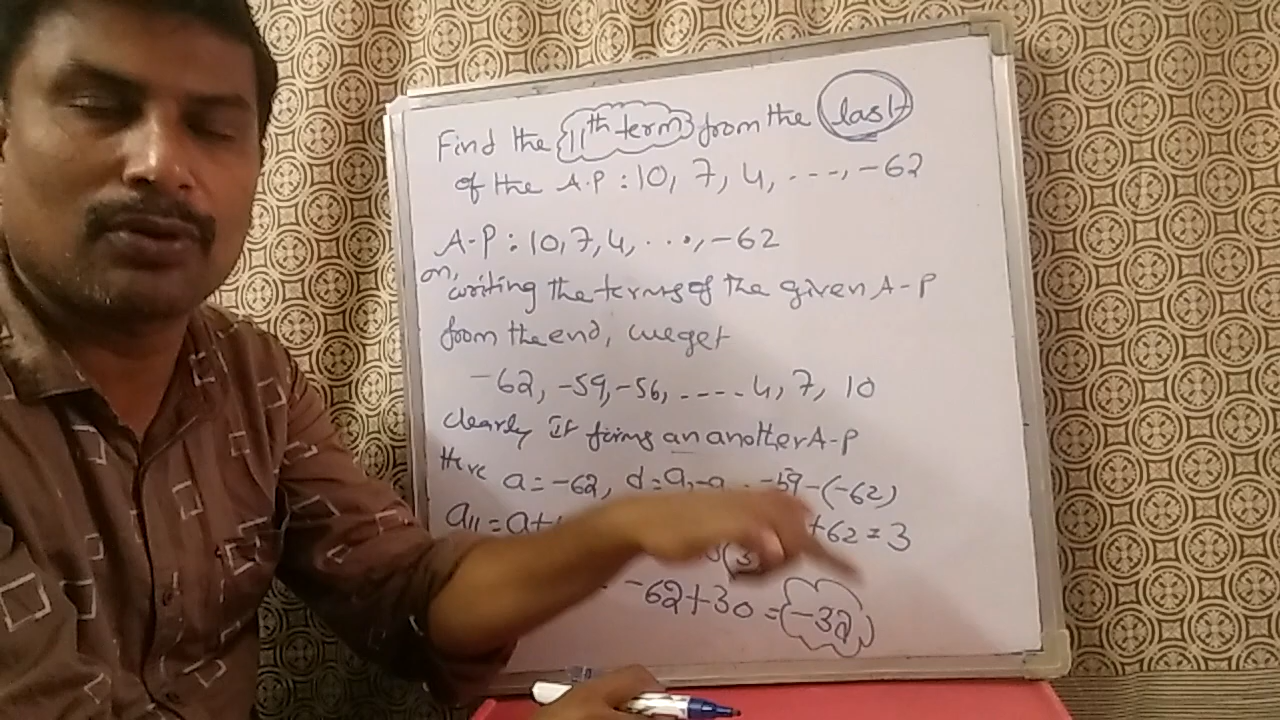 Find the 11th term from the last
of the A.P : 10, 7, 4, ---, -62
A-P : 10, 7, 4, ..., -62
on, writing the terms of the given A-P
from the end, we get
-62, -59, -56, ---- 4, 7, 10
clearly It forms an another A-P
Here a = -62, d = a -59-(-62)
a11 = a+ +62 = 3
(3
-62+30 = -32